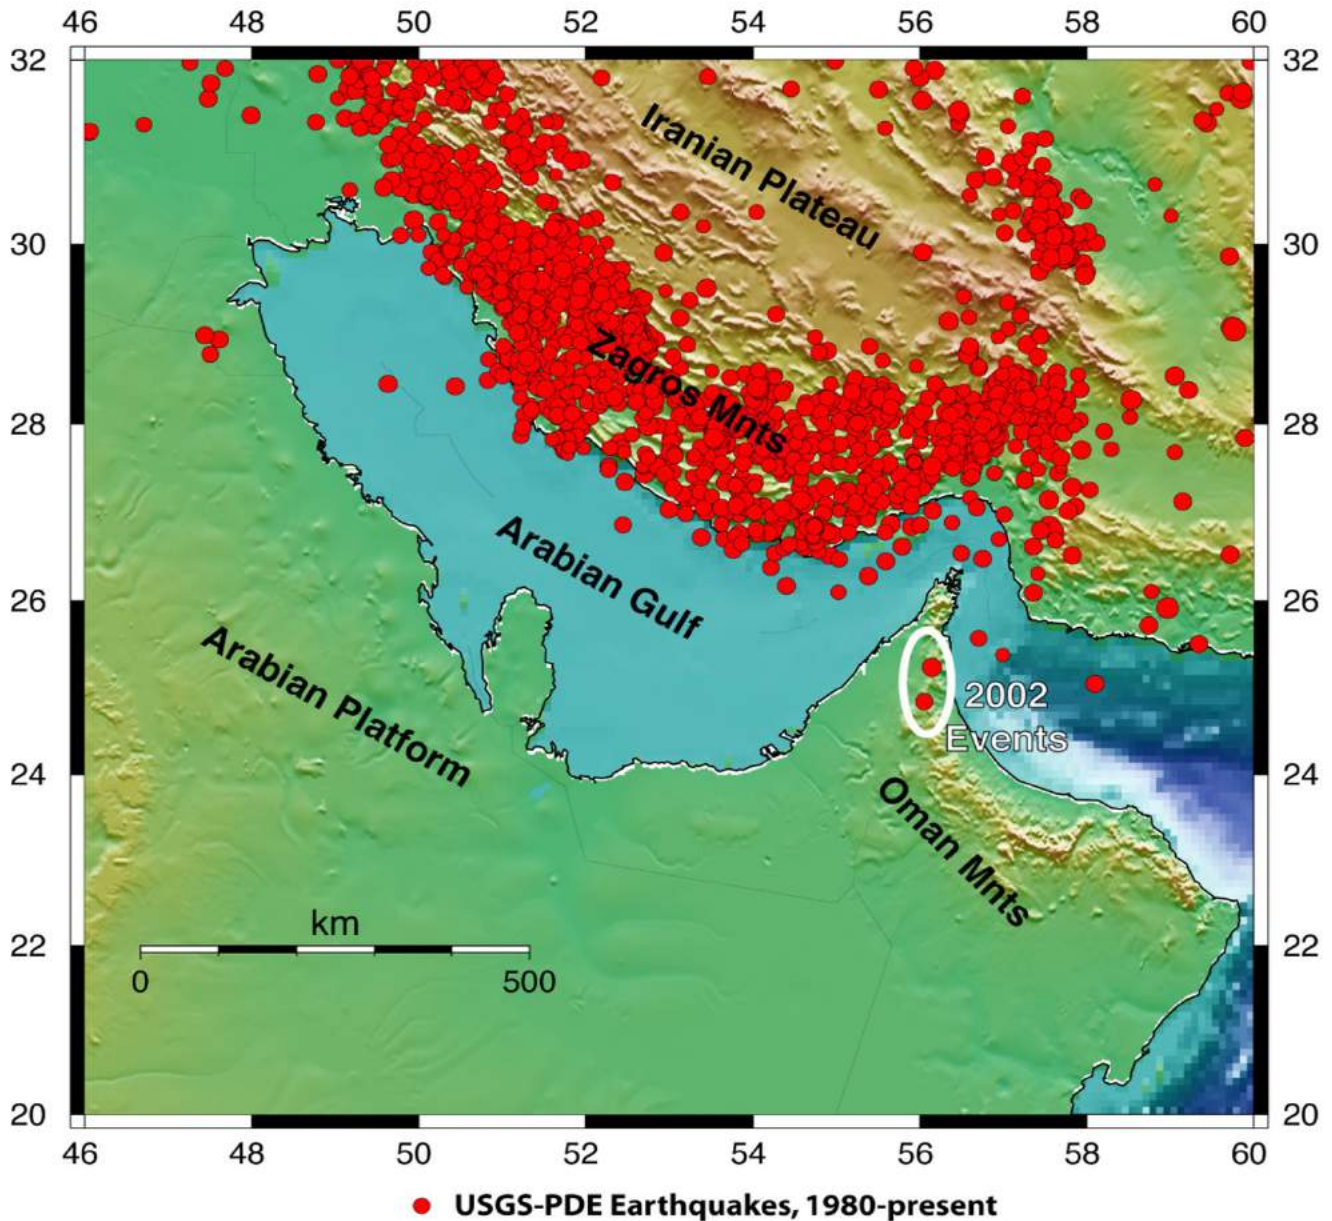 48 50 52 54 56 58 60
46
32 32
Iranian Plateau
30 30
Zagros Mnts
28 28
Arabian Gulf
26 26
Arabian Platform
2002
Events
24 24
Oman Mnts
km
22 22
0 500
20 20
46 48 50 52 54 56 58 60
USGS-PDE Earthquakes, 1980-present